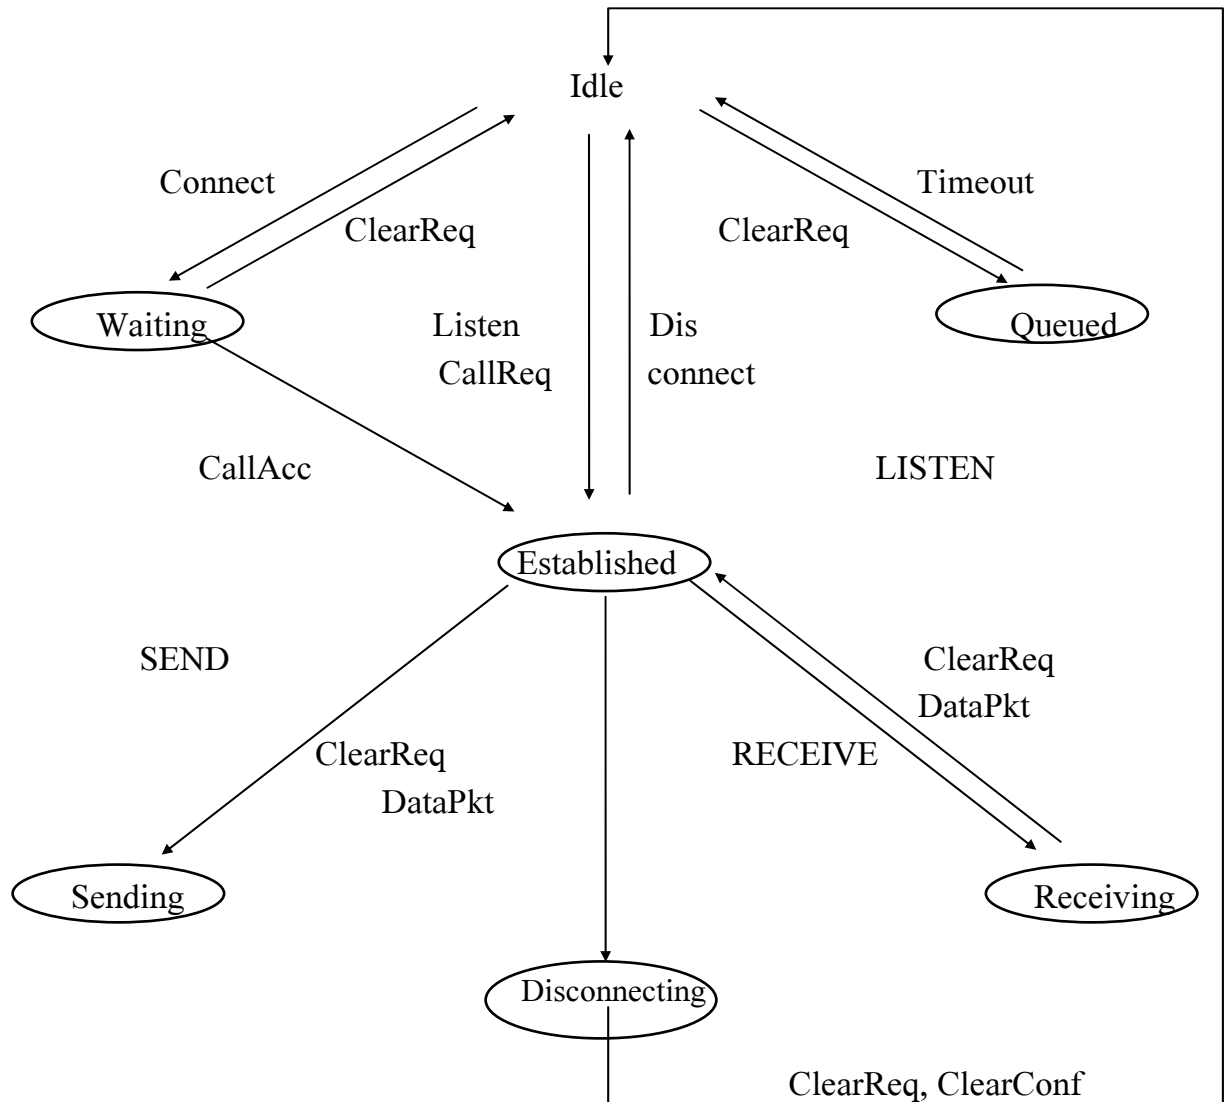 Idle
Connect
Timeout
ClearReq
ClearReq
Waiting
Listen
Dis
Queued
CallReq
connect
CallAcc
LISTEN
Established
SEND
ClearReq
DataPkt
ClearReq
RECEIVE
DataPkt
Sending
Receiving
Disconnecting
ClearReq, ClearConf